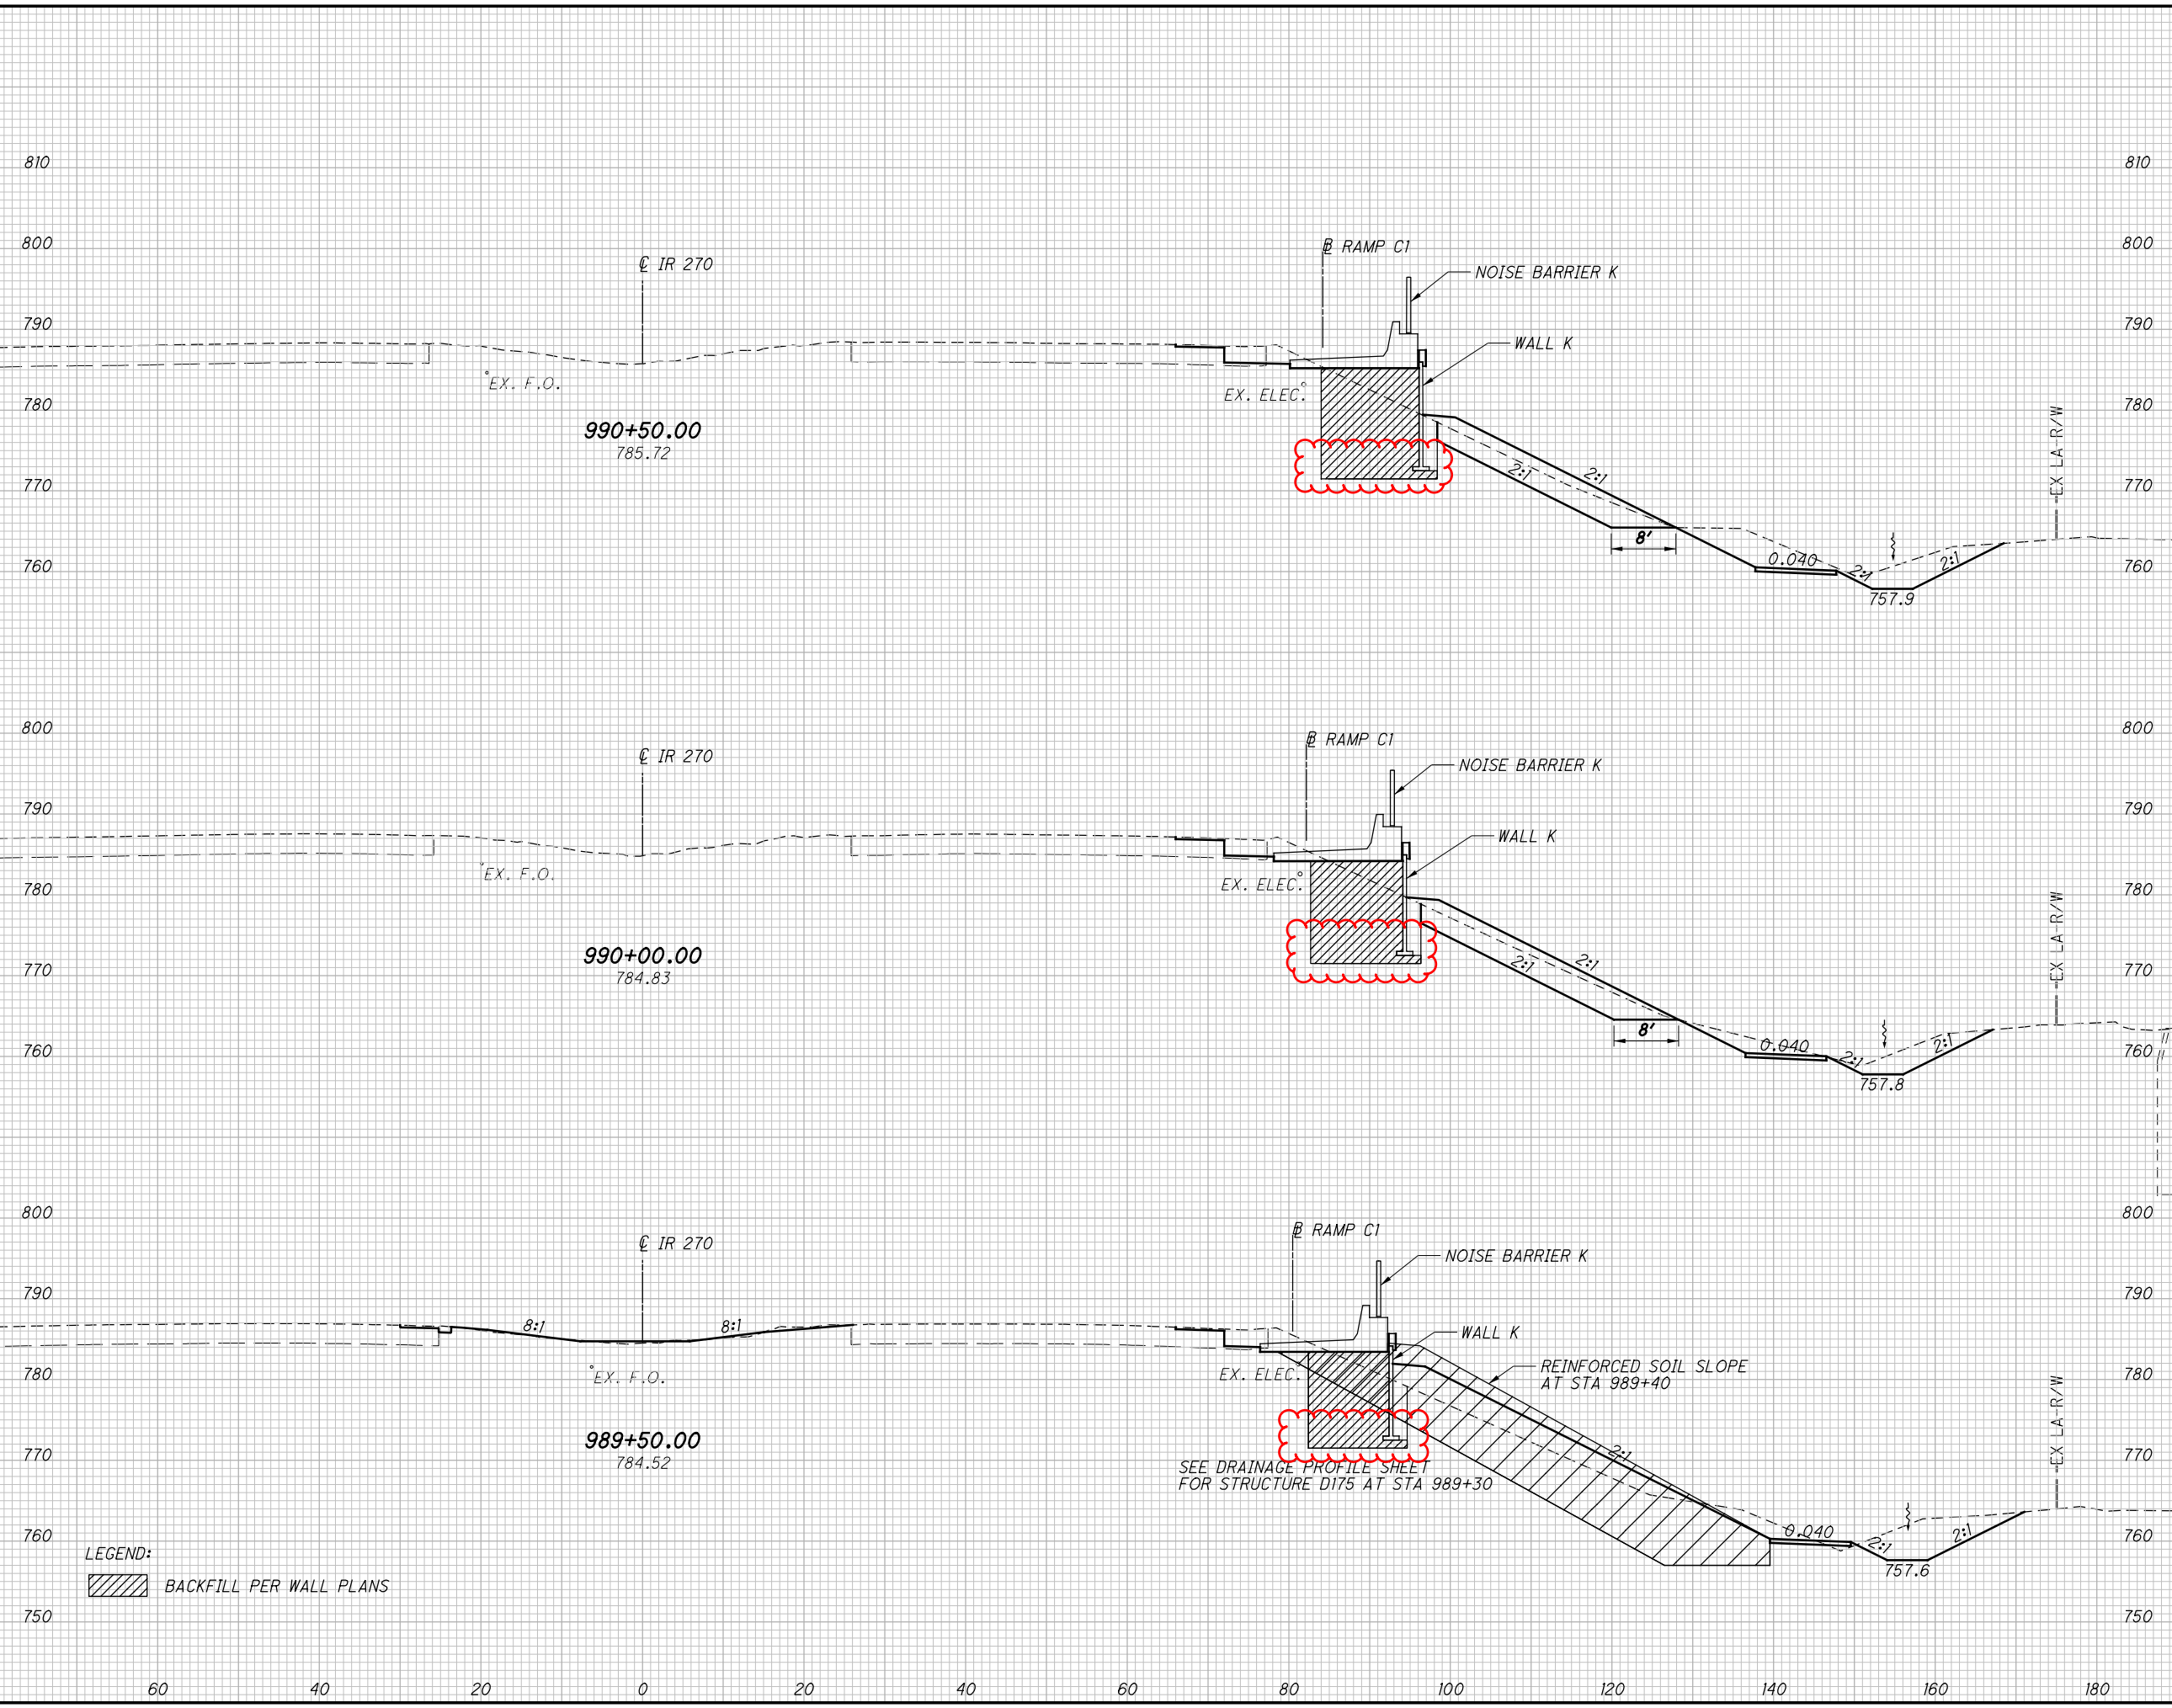 810 810
800 ℄ IR 270 ⅊ RAMP C1 800
NOISE BARRIER K
790 WALL K 790
EX. F.O. EX. ELEC.
780 780
990+50.00
785.72
EX LA R/W
770 2:1 2:1 770
8'
760 0.040 2:1 2:1 760
757.9
800 ℄ IR 270 ⅊ RAMP C1 800
NOISE BARRIER K
790 WALL K 790
EX. F.O. EX. ELEC.
780 780
990+00.00
784.83
EX LA R/W
770 2:1 2:1 770
8'
760 0.040 2:1 2:1 760
757.8
800 ℄ IR 270 ⅊ RAMP C1 800
NOISE BARRIER K
790 8:1 8:1 WALL K 790
REINFORCED SOIL SLOPE
AT STA 989+40
780 EX. F.O. EX. ELEC. 780
989+50.00
784.52
EX LA R/W
770 2:1 770
SEE DRAINAGE PROFILE SHEET
FOR STRUCTURE D175 AT STA 989+30
760 0.040 2:1 2:1 760
757.6
LEGEND:
BACKFILL PER WALL PLANS
750 750
60 40 20 0 20 40 60 80 100 120 140 160 180